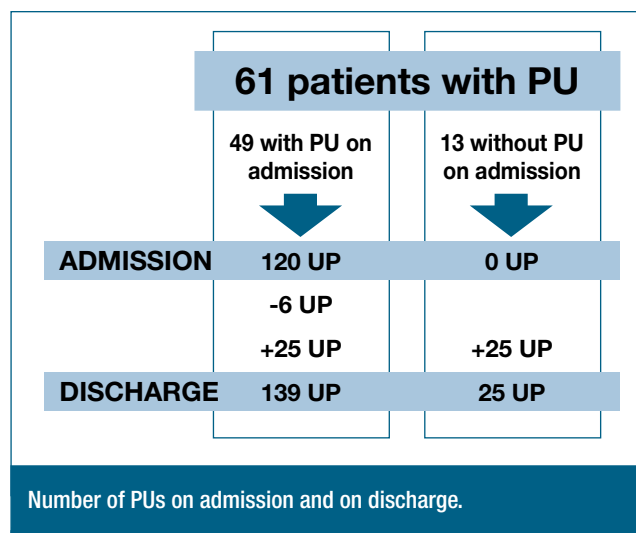 61 patients with PU
49 with PU on
admission
13 without PU
on admission
ADMISSION 120 UP 0 UP
-6 UP
+25 UP +25 UP
DISCHARGE 139 UP 25 UP
Number of PUs on admission and on discharge.